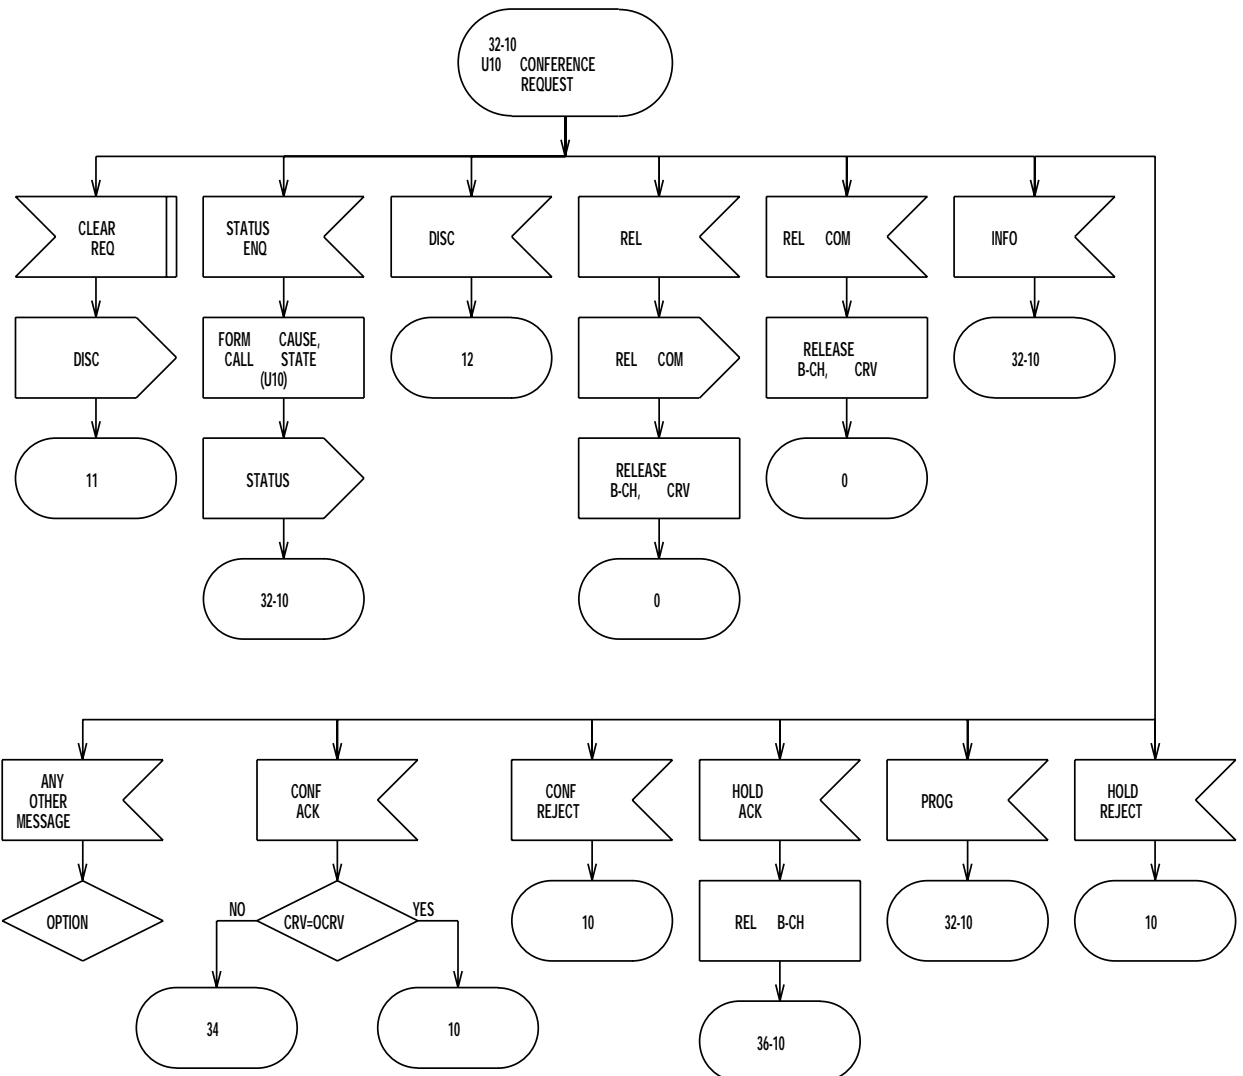 32-10
U10 CONFERENCE
REQUEST
CLEAR
REQ
STATUS
ENQ
DISC
REL
REL COM
INFO
DISC
FORM CAUSE,
CALL STATE
(U10)
12
REL COM
RELEASE
B-CH, CRV
32-10
11
STATUS
RELEASE
B-CH, CRV
0
32-10
0
ANY
OTHER
MESSAGE
CONF
ACK
CONF
REJECT
HOLD
ACK
PROG
HOLD
REJECT
OPTION
NO
CRV=OCRV
YES
10
REL B-CH
32-10
10
34
10
36-10